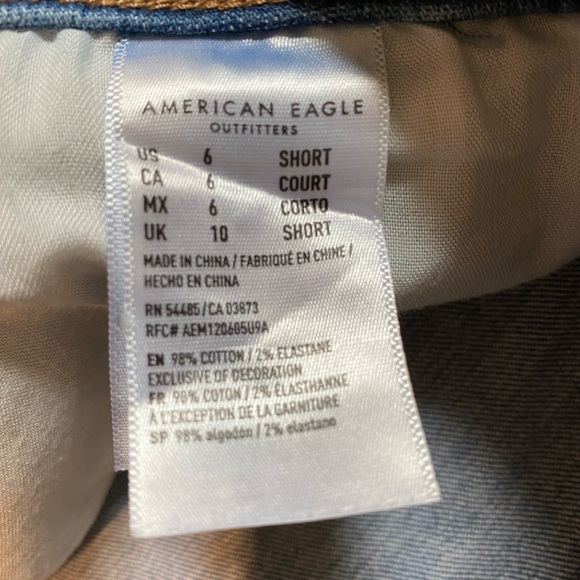 AMERICAN EAGLE
OUTFITTERS
US 6 SHORT
CA 6 COURT
MX 6 CORTO
UK 10 SHORT
MADE IN CHINA / FABRIQUÉ EN CHINE /
HECHO EN CHINA
RN 54485/CA 03873
RFC# AEM120605U9A
EN 98% COTTON / 2% ELASTANE
EXCLUSIVE OF DECORATION
FR 98% COTON / 2% ÉLASTHANNE
À L'EXCEPTION DE LA GARNITURE
SP 98% algodón / 2% elastano